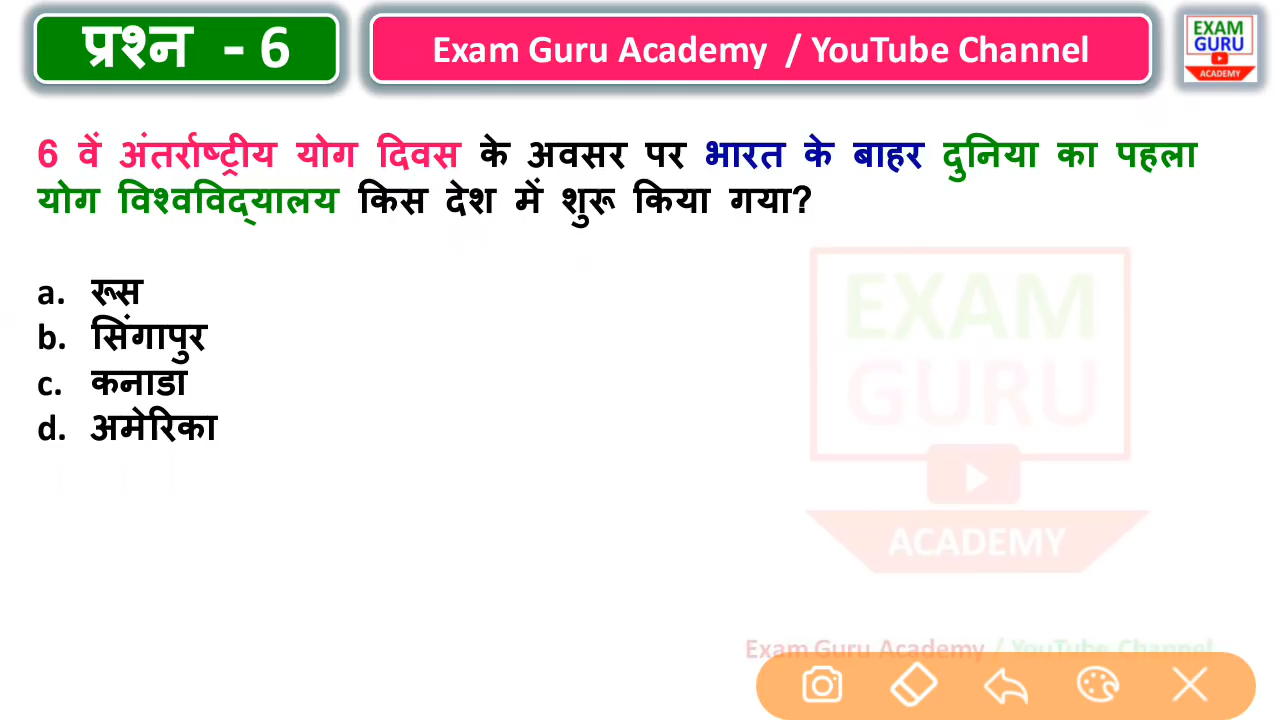 प्रश्न - 6
Exam Guru Academy / YouTube Channel
EXAM
GURU
ACADEMY
6 वें अंतर्राष्ट्रीय योग दिवस के अवसर पर भारत के बाहर दुनिया का पहला
योग विश्वविद्यालय किस देश में शुरू किया गया?
a. रूस
b. सिंगापुर
c. कनाडा
d. अमेरिका
EXAM
GURU
ACADEMY
Exam Guru Academy / YouTube Channel